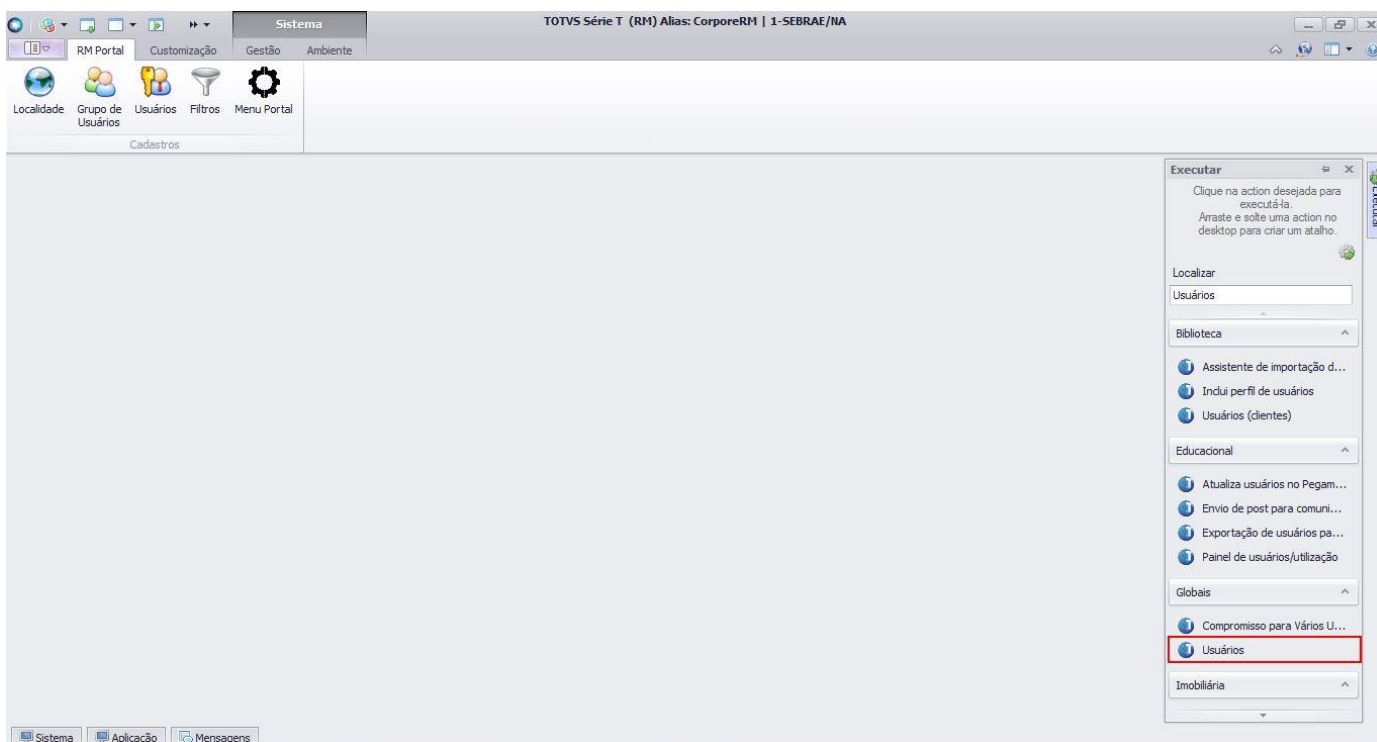 Sistema
TOTVS Série T (RM) Alias: CorporeRM | 1-SEBRAE/NA
RM Portal Customização Gestão Ambiente
Localidade Grupo de Usuários Usuários Filtros Menu Portal
Cadastros
Executar
Executar
Clique na action desejada para
executá-la.
Arraste e solte uma action no
desktop para criar um atalho.
Localizar
Usuários
Biblioteca
Assistente de importação d...
Inclui perfil de usuários
Usuários (clientes)
Educacional
Atualiza usuários no Pegam...
Envio de post para comuni...
Exportação de usuários pa...
Painel de usuários/utilização
Globais
Compromisso para Vários U...
Usuários
Imobiliária
Sistema Aplicação Mensagens